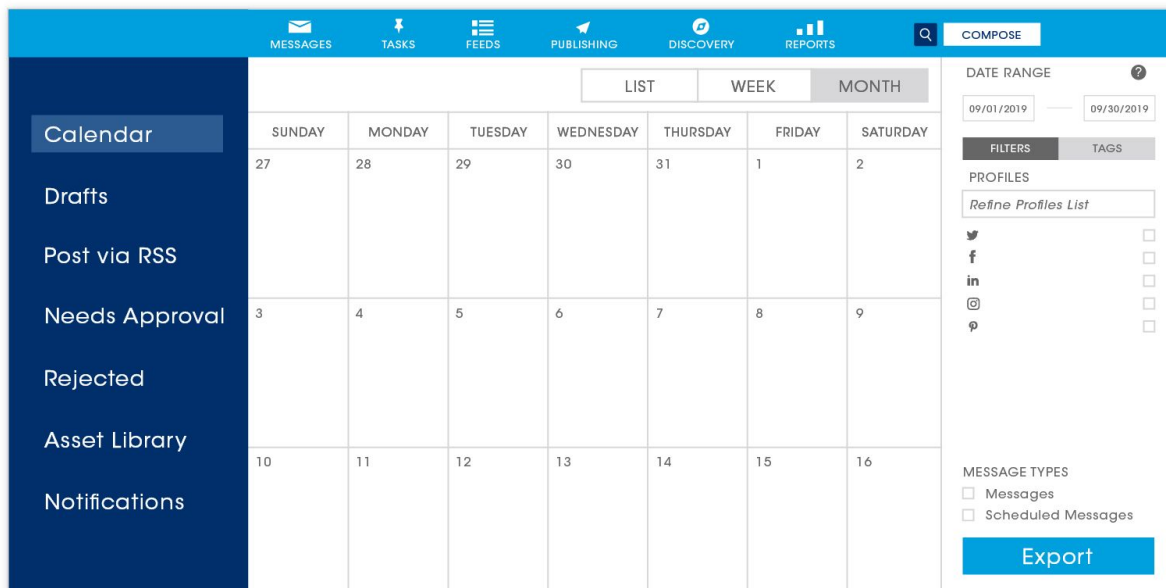 MESSAGES TASKS FEEDS PUBLISHING DISCOVERY REPORTS COMPOSE
Calendar
Drafts
Post via RSS
Needs Approval
Rejected
Asset Library
Notifications
LIST WEEK MONTH
SUNDAY MONDAY TUESDAY WEDNESDAY THURSDAY FRIDAY SATURDAY
27 28 29 30 31 1 2
3 4 5 6 7 8 9
10 11 12 13 14 15 16
DATE RANGE ?
09/01/2019 09/30/2019
FILTERS TAGS
PROFILES
Refine Profiles List
f
in
MESSAGE TYPES
Messages
Scheduled Messages
Export